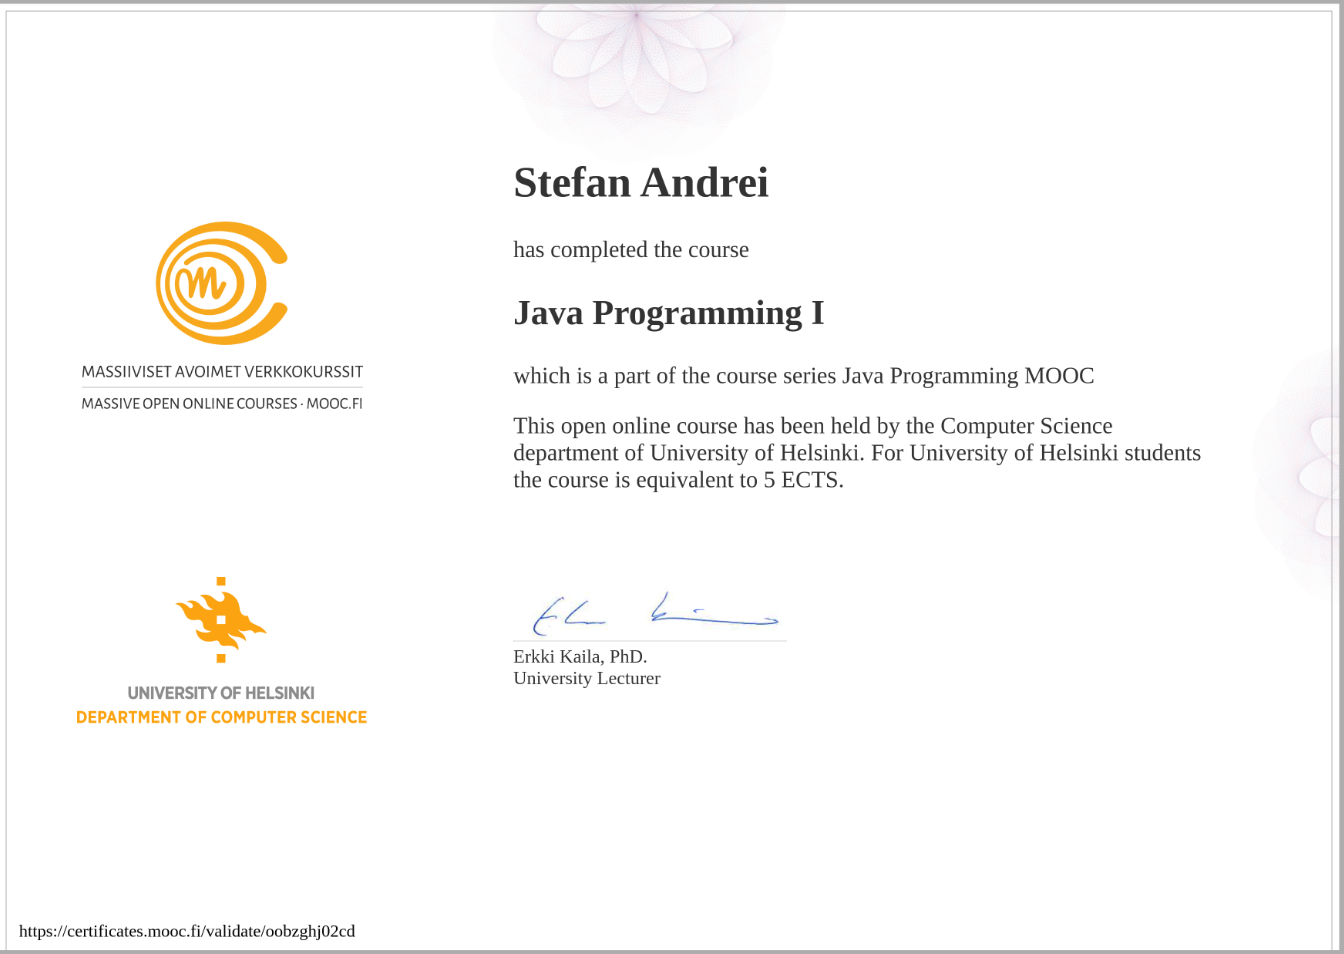 Stefan Andrei
has completed the course
Java Programming I
which is a part of the course series Java Programming MOOC
This open online course has been held by the Computer Science
department of University of Helsinki. For University of Helsinki students
the course is equivalent to 5 ECTS.
Erkki Kaila, PhD.
University Lecturer
m
MASSIIVISET AVOIMET VERKKOKURSSIT
MASSIVE OPEN ONLINE COURSES · MOOC.FI
UNIVERSITY OF HELSINKI
DEPARTMENT OF COMPUTER SCIENCE
https://certificates.mooc.fi/validate/oobzghj02cd